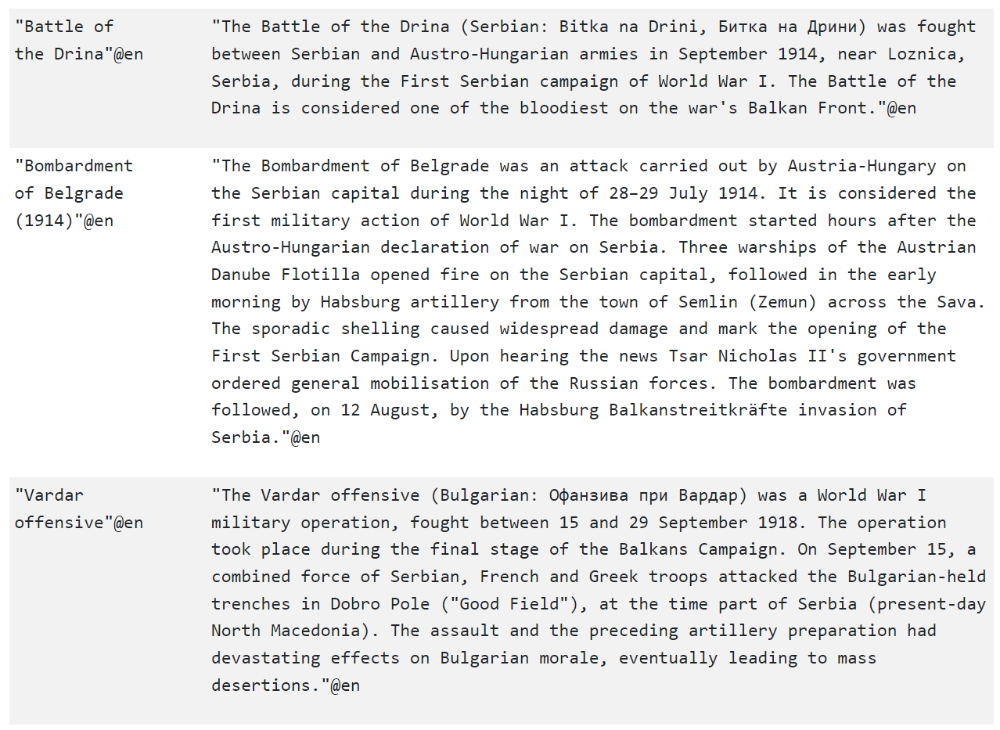 "Battle of
the Drina"@en
"The Battle of the Drina (Serbian: Bitka na Drini, Битка на Дрини) was fought
between Serbian and Austro-Hungarian armies in September 1914, near Loznica,
Serbia, during the First Serbian campaign of World War I. The Battle of the
Drina is considered one of the bloodiest on the war's Balkan Front."@en
"Bombardment
of Belgrade
(1914)"@en
"The Bombardment of Belgrade was an attack carried out by Austria-Hungary on
the Serbian capital during the night of 28–29 July 1914. It is considered the
first military action of World War I. The bombardment started hours after the
Austro-Hungarian declaration of war on Serbia. Three warships of the Austrian
Danube Flotilla opened fire on the Serbian capital, followed in the early
morning by Habsburg artillery from the town of Semlin (Zemun) across the Sava.
The sporadic shelling caused widespread damage and mark the opening of the
First Serbian Campaign. Upon hearing the news Tsar Nicholas II's government
ordered general mobilisation of the Russian forces. The bombardment was
followed, on 12 August, by the Habsburg Balkanstreitkräfte invasion of
Serbia."@en
"Vardar
offensive"@en
"The Vardar offensive (Bulgarian: Офанзива при Вардар) was a World War I
military operation, fought between 15 and 29 September 1918. The operation
took place during the final stage of the Balkans Campaign. On September 15, a
combined force of Serbian, French and Greek troops attacked the Bulgarian-held
trenches in Dobro Pole ("Good Field"), at the time part of Serbia (present-day
North Macedonia). The assault and the preceding artillery preparation had
devastating effects on Bulgarian morale, eventually leading to mass
desertions."@en